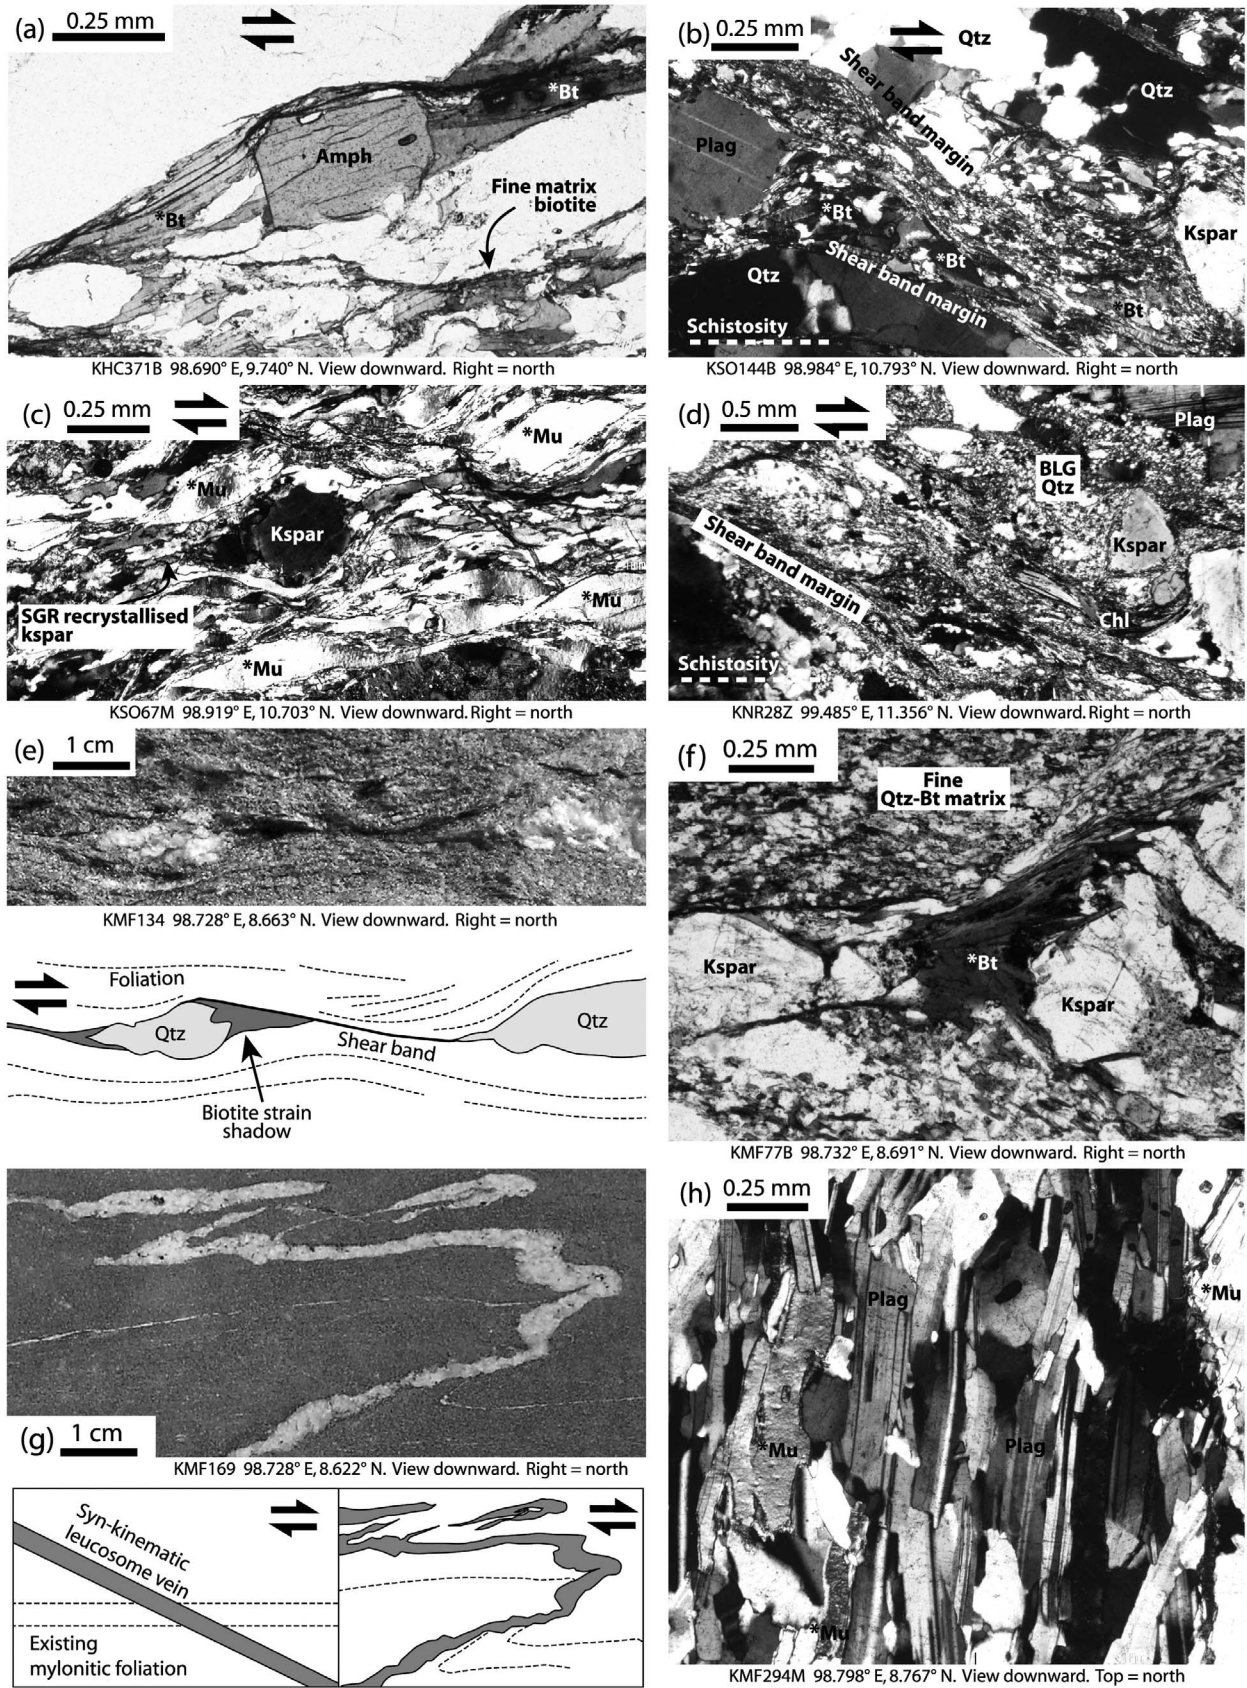 (a)
0.25 mm
*Bt
Amph
*Bt
Fine matrix
biotite
KHC371B 98.690° E, 9.740° N. View downward. Right = north
(b)
0.25 mm
Qtz
Shear band margin
Qtz
Plag
*Bt
Kspar
*Bt
Qtz
Shear band margin
*Bt
Schistosity
KSO144B 98.984° E, 10.793° N. View downward. Right = north
(c)
0.25 mm
*Mu
*Mu
Kspar
*Mu
SGR recrystallised
kspar
*Mu
KSO67M 98.919° E, 10.703° N. View downward. Right = north
(d)
0.5 mm
Plag
BLG
Qtz
Kspar
Shear band margin
Chl
Schistosity
KNR28Z 99.485° E, 11.356° N. View downward. Right = north
(e)
1 cm
KMF134 98.728° E, 8.663° N. View downward. Right = north
Foliation
Qtz
Qtz
Shear band
Biotite strain
shadow
(f)
0.25 mm
Fine
Qtz-Bt matrix
Kspar
*Bt
Kspar
KMF77B 98.732° E, 8.691° N. View downward. Right = north
(g)
1 cm
KMF169 98.728° E, 8.622° N. View downward. Right = north
Syn-kinematic
leucosome vein
Existing
mylonitic foliation
(h)
0.25 mm
Plag
*Mu
*Mu
Plag
*Mu
KMF294M 98.798° E, 8.767° N. View downward. Top = north